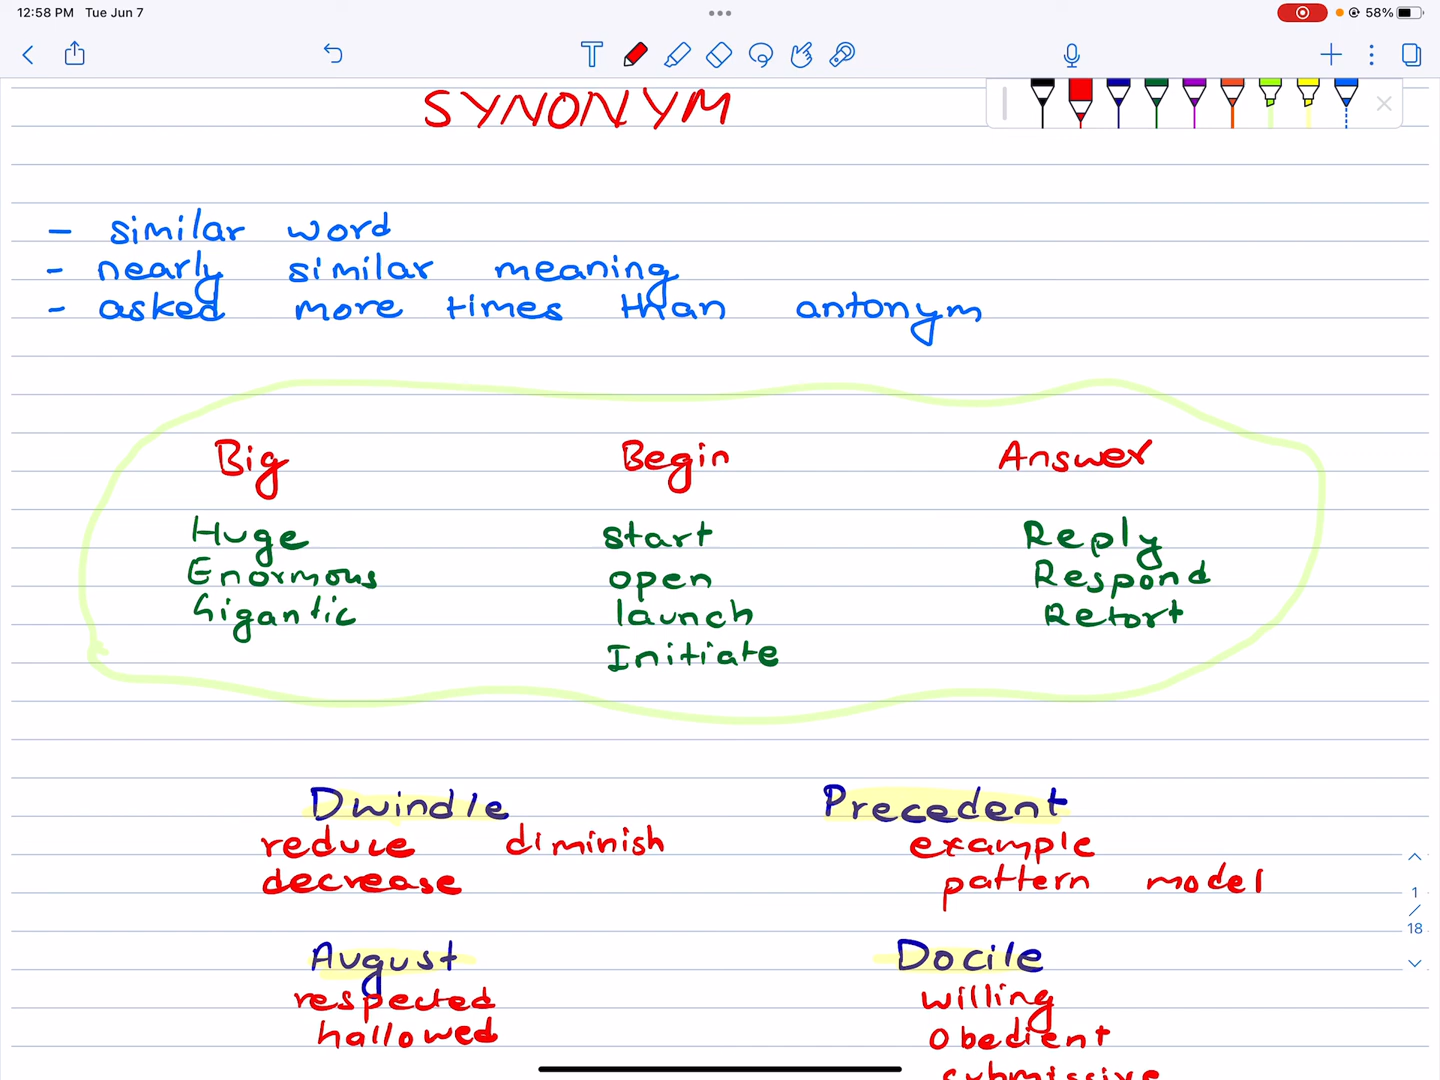 12:58 PM Tue Jun 7
58%
SYNONYM
- similar word
- nearly similar meaning
- asked more times than antonym
Big Begin Answer
Huge start Reply
Enormous open Respond
Gigantic launch Retort
Initiate
Dwindle Precedent
reduce diminish example
decrease pattern model
1
/
18
August Docile
respected willing
hallowed obedient
submissive